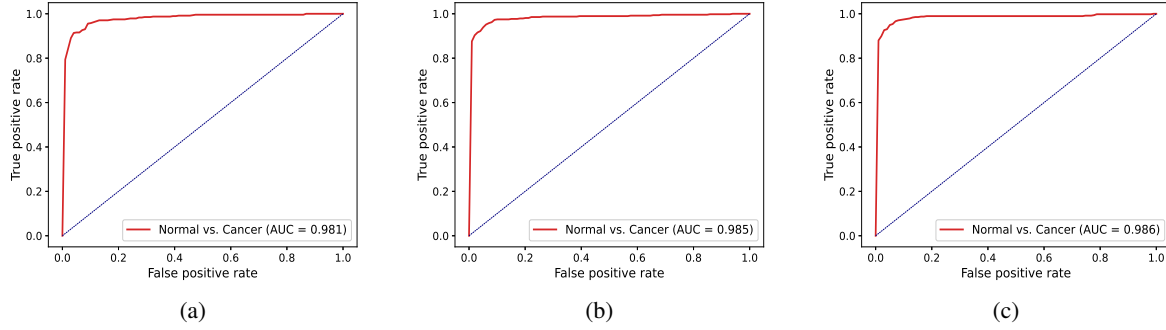 True positive rate
1.0
0.8
0.6
0.4
0.2
0.0
Normal vs. Cancer (AUC = 0.981)
0.0 0.2 0.4 0.6 0.8 1.0
False positive rate
(a)
True positive rate
1.0
0.8
0.6
0.4
0.2
0.0
Normal vs. Cancer (AUC = 0.985)
0.0 0.2 0.4 0.6 0.8 1.0
False positive rate
(b)
True positive rate
1.0
0.8
0.6
0.4
0.2
0.0
Normal vs. Cancer (AUC = 0.986)
0.0 0.2 0.4 0.6 0.8 1.0
False positive rate
(c)